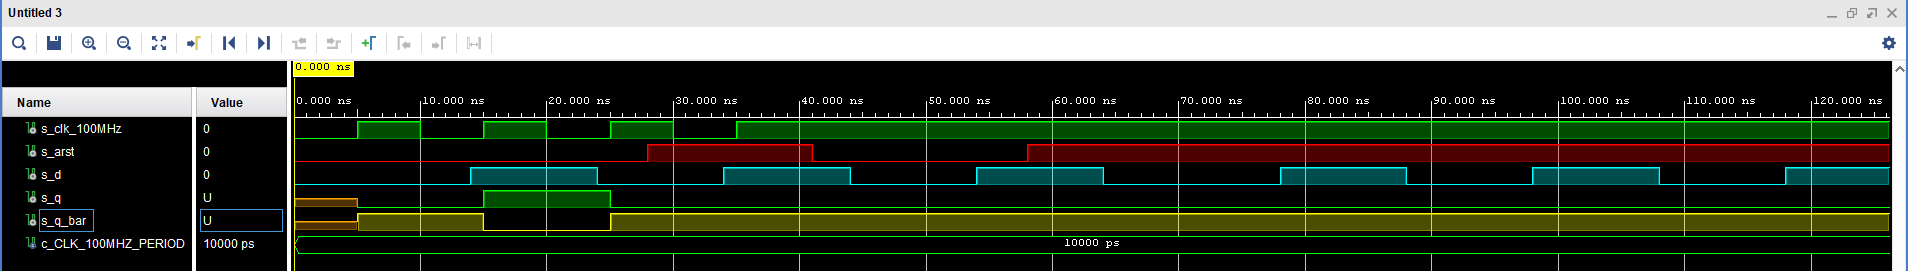 Untitled 3
0.000 ns
Name Value
0.000 ns 10.000 ns 20.000 ns 30.000 ns 40.000 ns 50.000 ns 60.000 ns 70.000 ns 80.000 ns 90.000 ns 100.000 ns 110.000 ns 120.000 ns
s_clk_100MHz 0
s_arst 0
s_d 0
s_q U
s_q_bar U
c_CLK_100MHZ_PERIOD 10000 ps 10000 ps